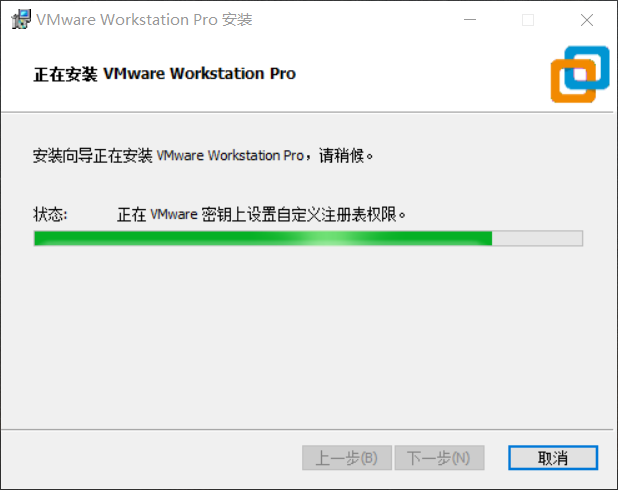 VMware Workstation Pro 安装
正在安装 VMware Workstation Pro
安装向导正在安装 VMware Workstation Pro，请稍候。
状态: 正在 VMware 密钥上设置自定义注册表权限。
上一步(B) 下一步(N) 取消